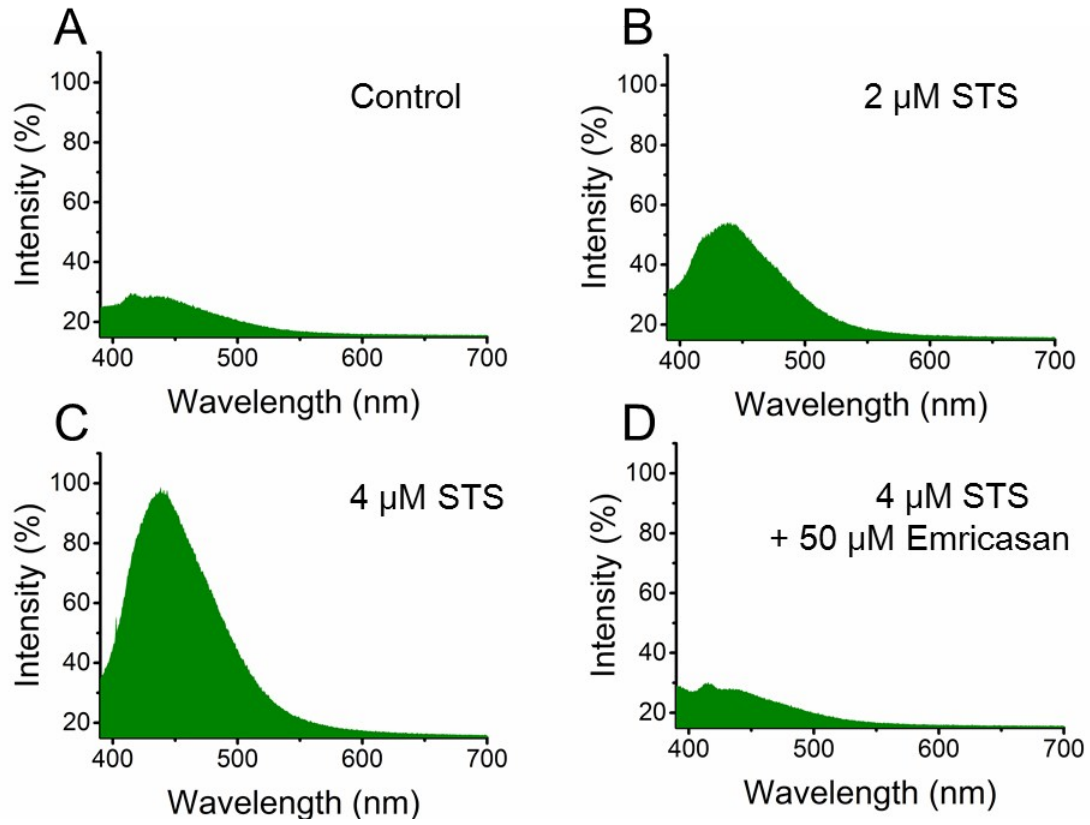 A
Control
Intensity (%)
100
80
60
40
20
400 500 600 700
Wavelength (nm)
B
2 µM STS
Intensity (%)
100
80
60
40
20
400 500 600 700
Wavelength (nm)
C
4 µM STS
Intensity (%)
100
80
60
40
20
400 500 600 700
Wavelength (nm)
D
4 µM STS
+ 50 µM Emricasan
Intensity (%)
100
80
60
40
20
400 500 600 700
Wavelength (nm)